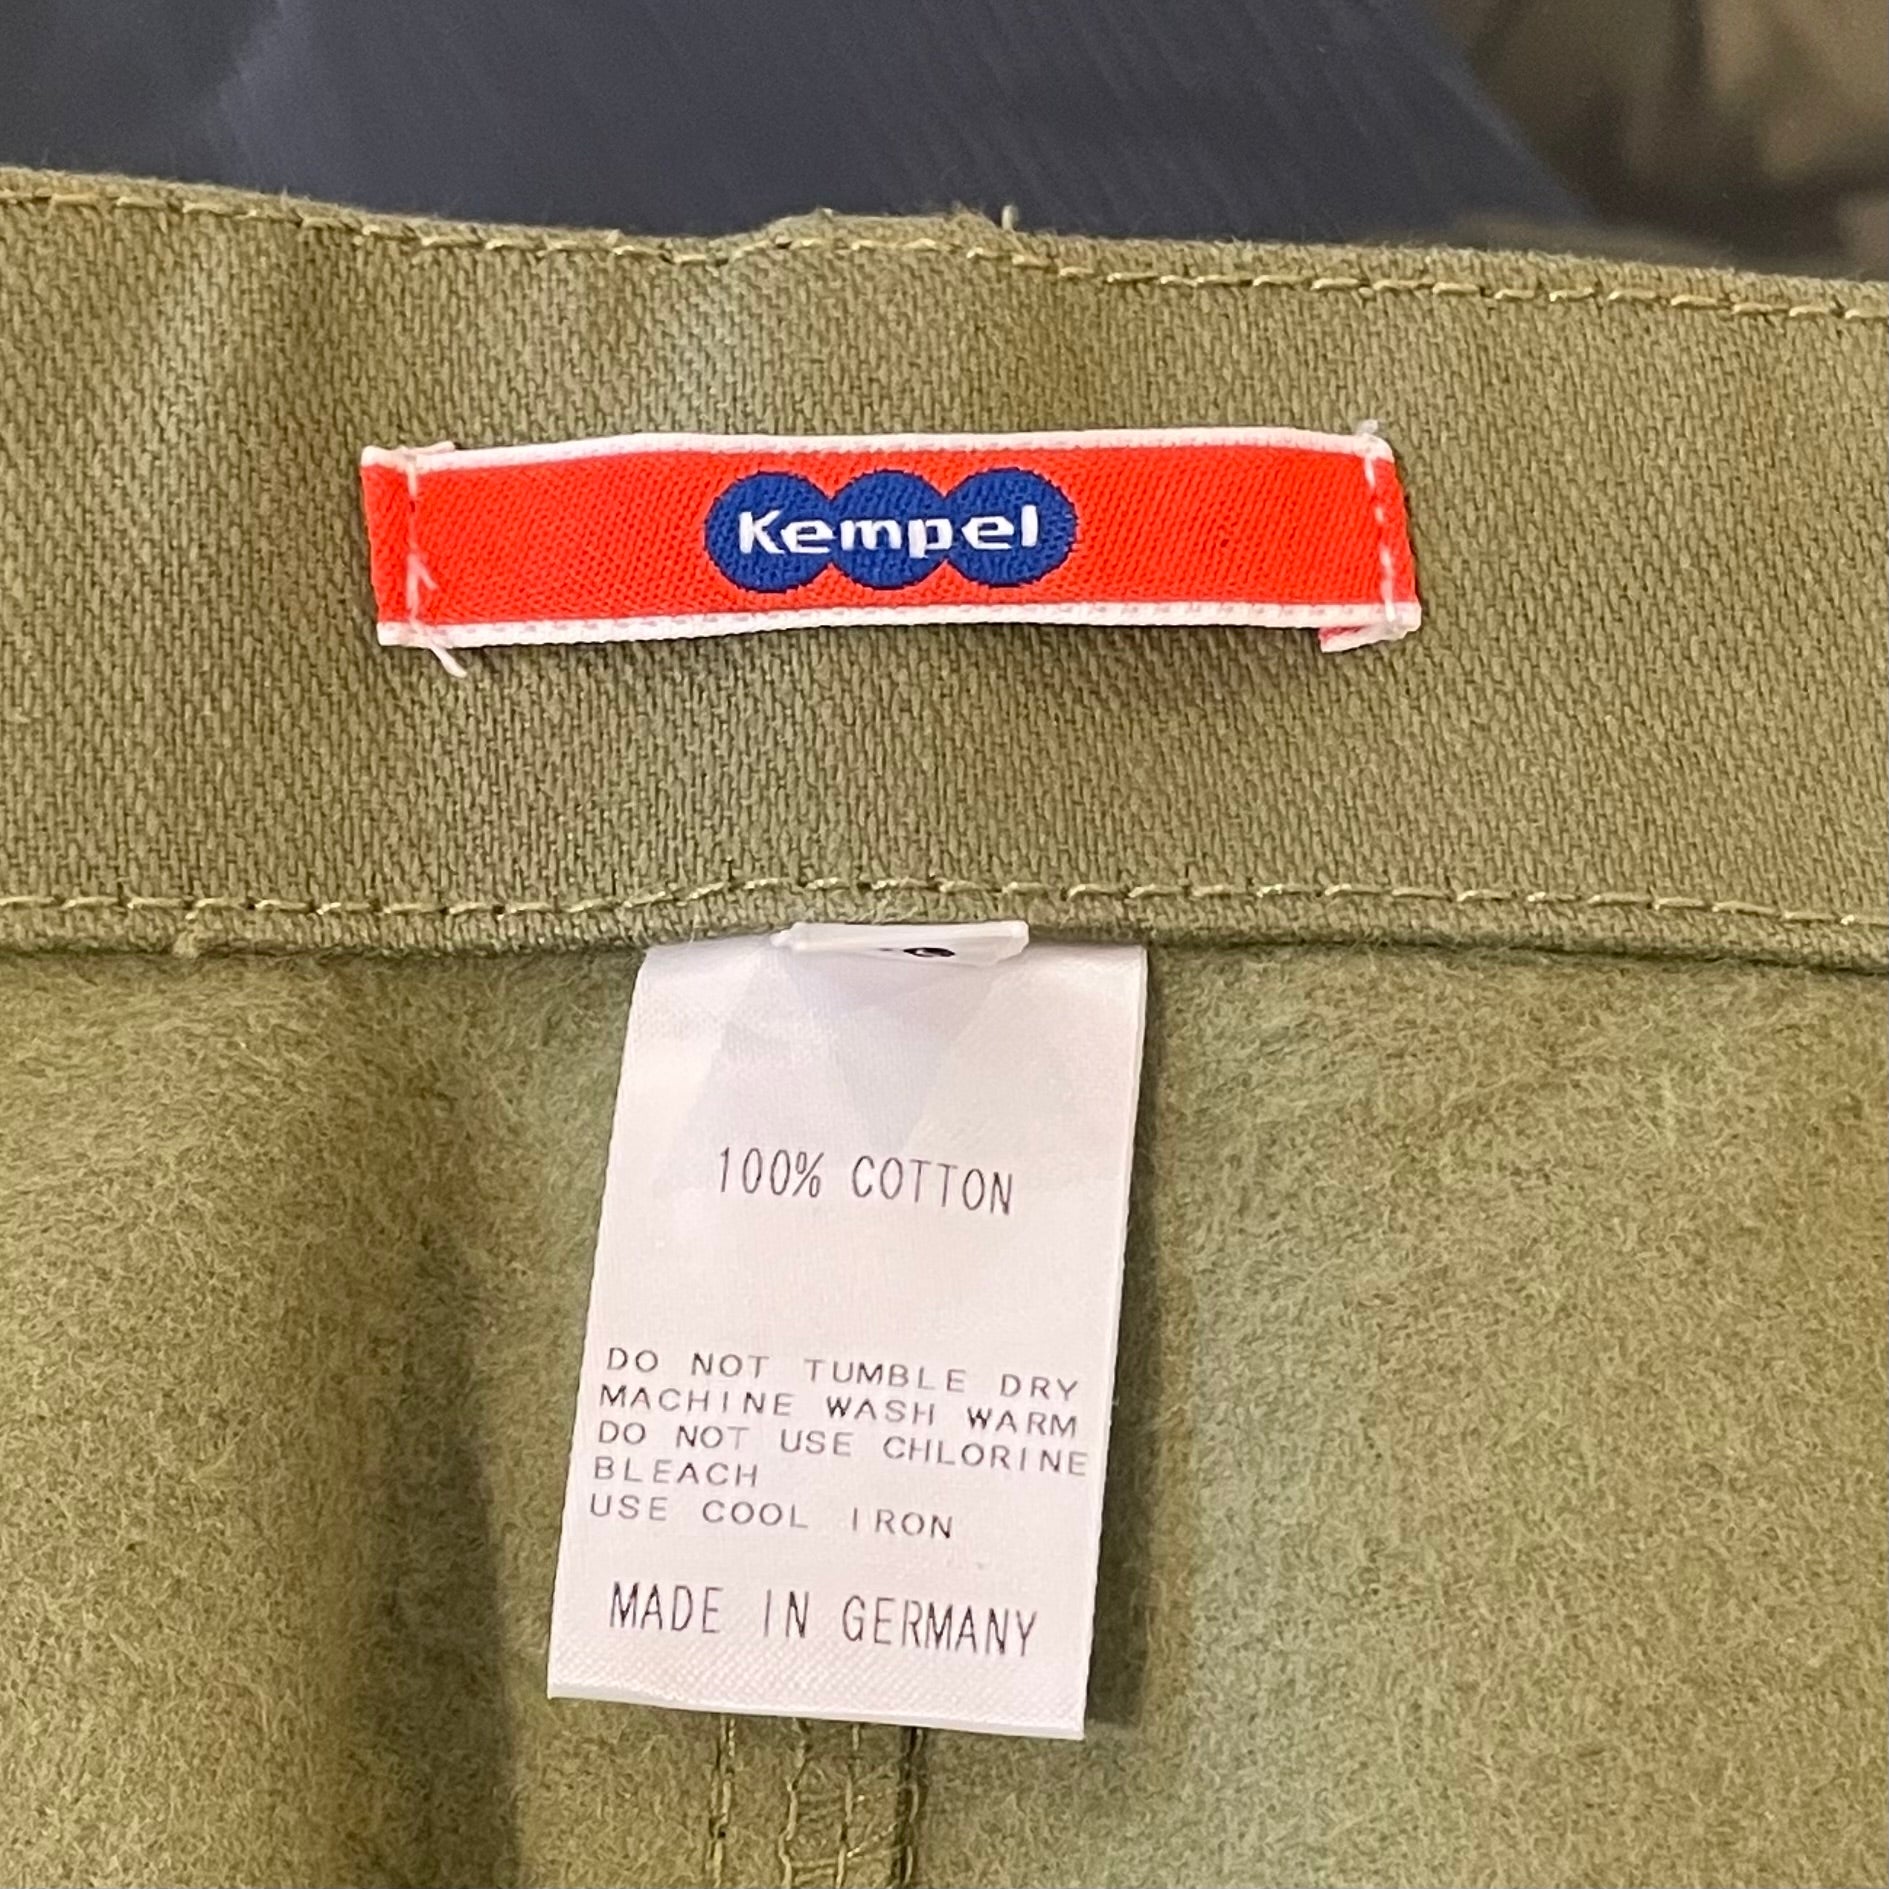 Kempel
100% COTTON
DO NOT TUMBLE DRY
MACHINE WASH WARM
DO NOT USE CHLORINE
BLEACH
USE COOL IRON
MADE IN GERMANY